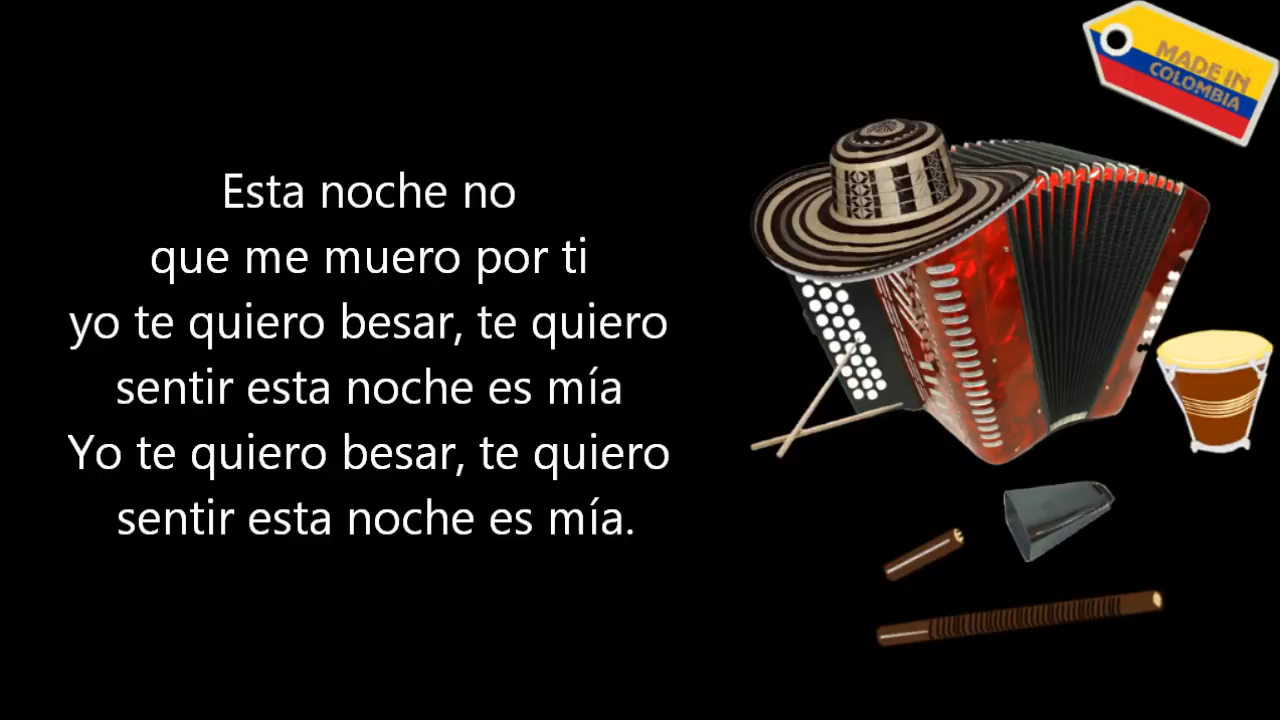 Esta noche no
que me muero por ti
yo te quiero besar, te quiero
sentir esta noche es mía
Yo te quiero besar, te quiero
sentir esta noche es mía.
MADE IN
COLOMBIA